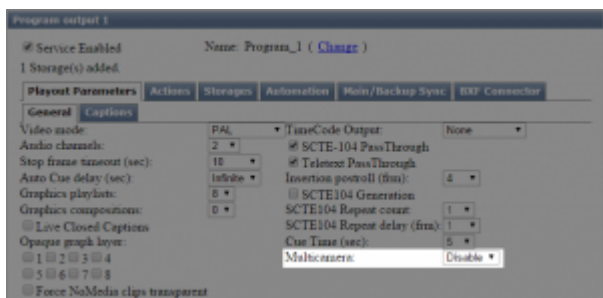 Program output 1
Service Enabled
Name: Program_1 ( Change )
1 Storage(s) added.
Playout Parameters Actions Storages Automation Main/Backup Sync BXF Connector
General Captions
Video mode: PAL
TimeCode Output: None
Audio channels: 2
SCTE-104 PassThrough
Stop frame timeout (sec): 10
Teletext PassThrough
Auto Cue delay (sec): Infinite
Insertion postroll (frm): 4
Graphics playlists: 8
SCTE104 Generation
Graphics compositions: 0
SCTE104 Repeat count: 1
Live Closed Captions
SCTE104 Repeat delay (frm): 1
Opaque graph layer:
Cue Time (sec): 5
1 2 3 4
Multicamera: Disable
5 6 7 8
Force NoMedia clips transparent